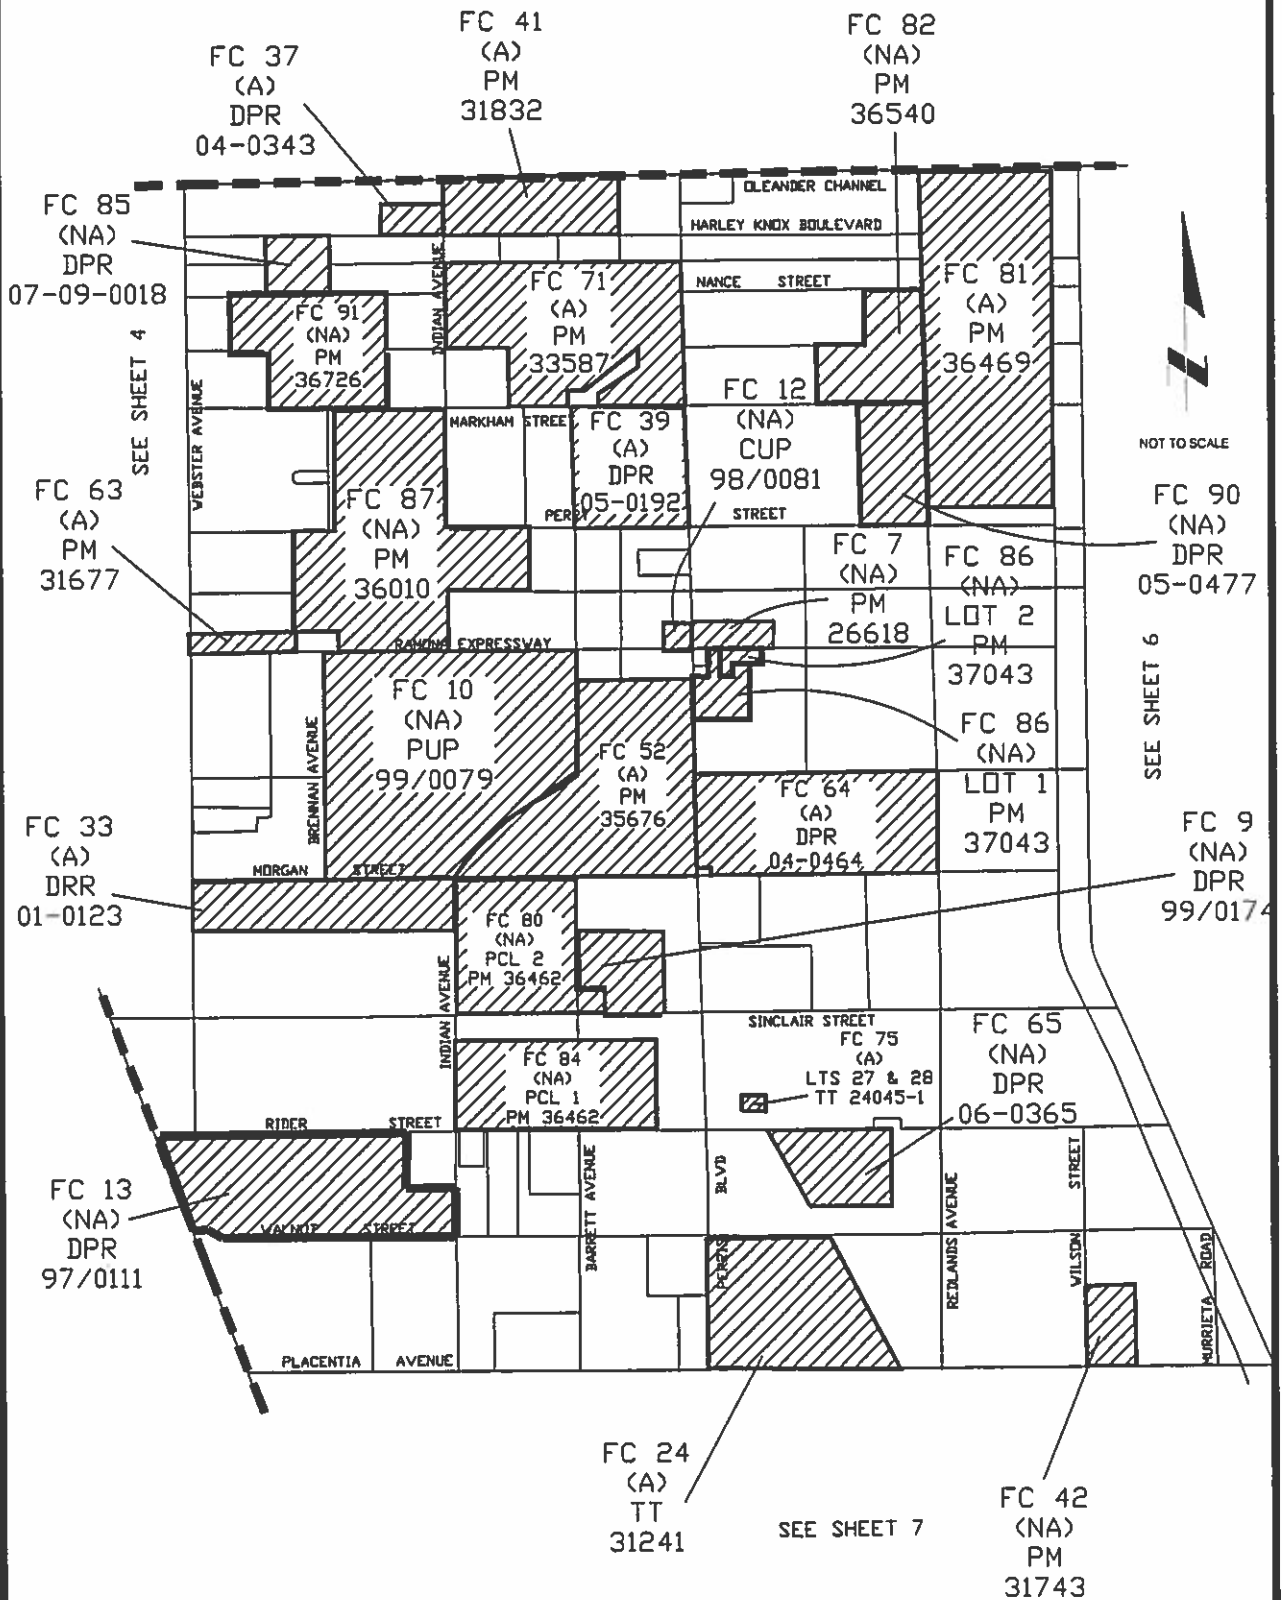 FC 41
(A)
PM
31832
FC 82
(NA)
PM
36540
FC 37
(A)
DPR
04-0343
OLEANDER CHANNEL
HARLEY KNOX BOULEVARD
FC 85
(NA)
DPR
07-09-0018
INDIAN AVENUE
NANCE STREET
FC 71
(A)
PM
33587
FC 81
(A)
PM
36469
FC 91
(NA)
PM
36726
SEE SHEET 4
WEBSTER AVENUE
FC 12
(NA)
CUP
98/0081
MARKHAM STREE
FC 39
(A)
DPR
05-0192
NOT TO SCALE
FC 63
(A)
PM
31677
FC 87
(NA)
PM
36010
PERRY STREET
FC 90
(NA)
DPR
05-0477
FC 7
(NA)
PM
26618
FC 86
(NA)
LOT 2
PM
37043
RAMONA EXPRESSWAY
SEE SHEET 6
FC 10
(NA)
PUP
99/0079
BRENNAN AVENUE
FC 52
(A)
PM
35676
FC 86
(NA)
LOT 1
PM
37043
FC 64
(A)
DPR
04-0464
FC 33
(A)
DRR
01-0123
MORGAN STREET
FC 9
(NA)
DPR
99/0174
FC 80
(NA)
PCL 2
PM 36462
INDIAN AVENUE
SINCLAIR STREET
FC 75
(A)
LTS 27 & 28
TT 24045-1
FC 65
(NA)
DPR
06-0365
FC 84
(NA)
PCL 1
PM 36462
RIDER STREET
BARRETT AVENUE
PERRIS BLVD
REDLANDS AVENUE
WILSON STREET
MURRIETA ROAD
FC 13
(NA)
DPR
97/0111
WALNUT STREET
PLACENTIA AVENUE
FC 24
(A)
TT
31241
SEE SHEET 7
FC 42
(NA)
PM
31743